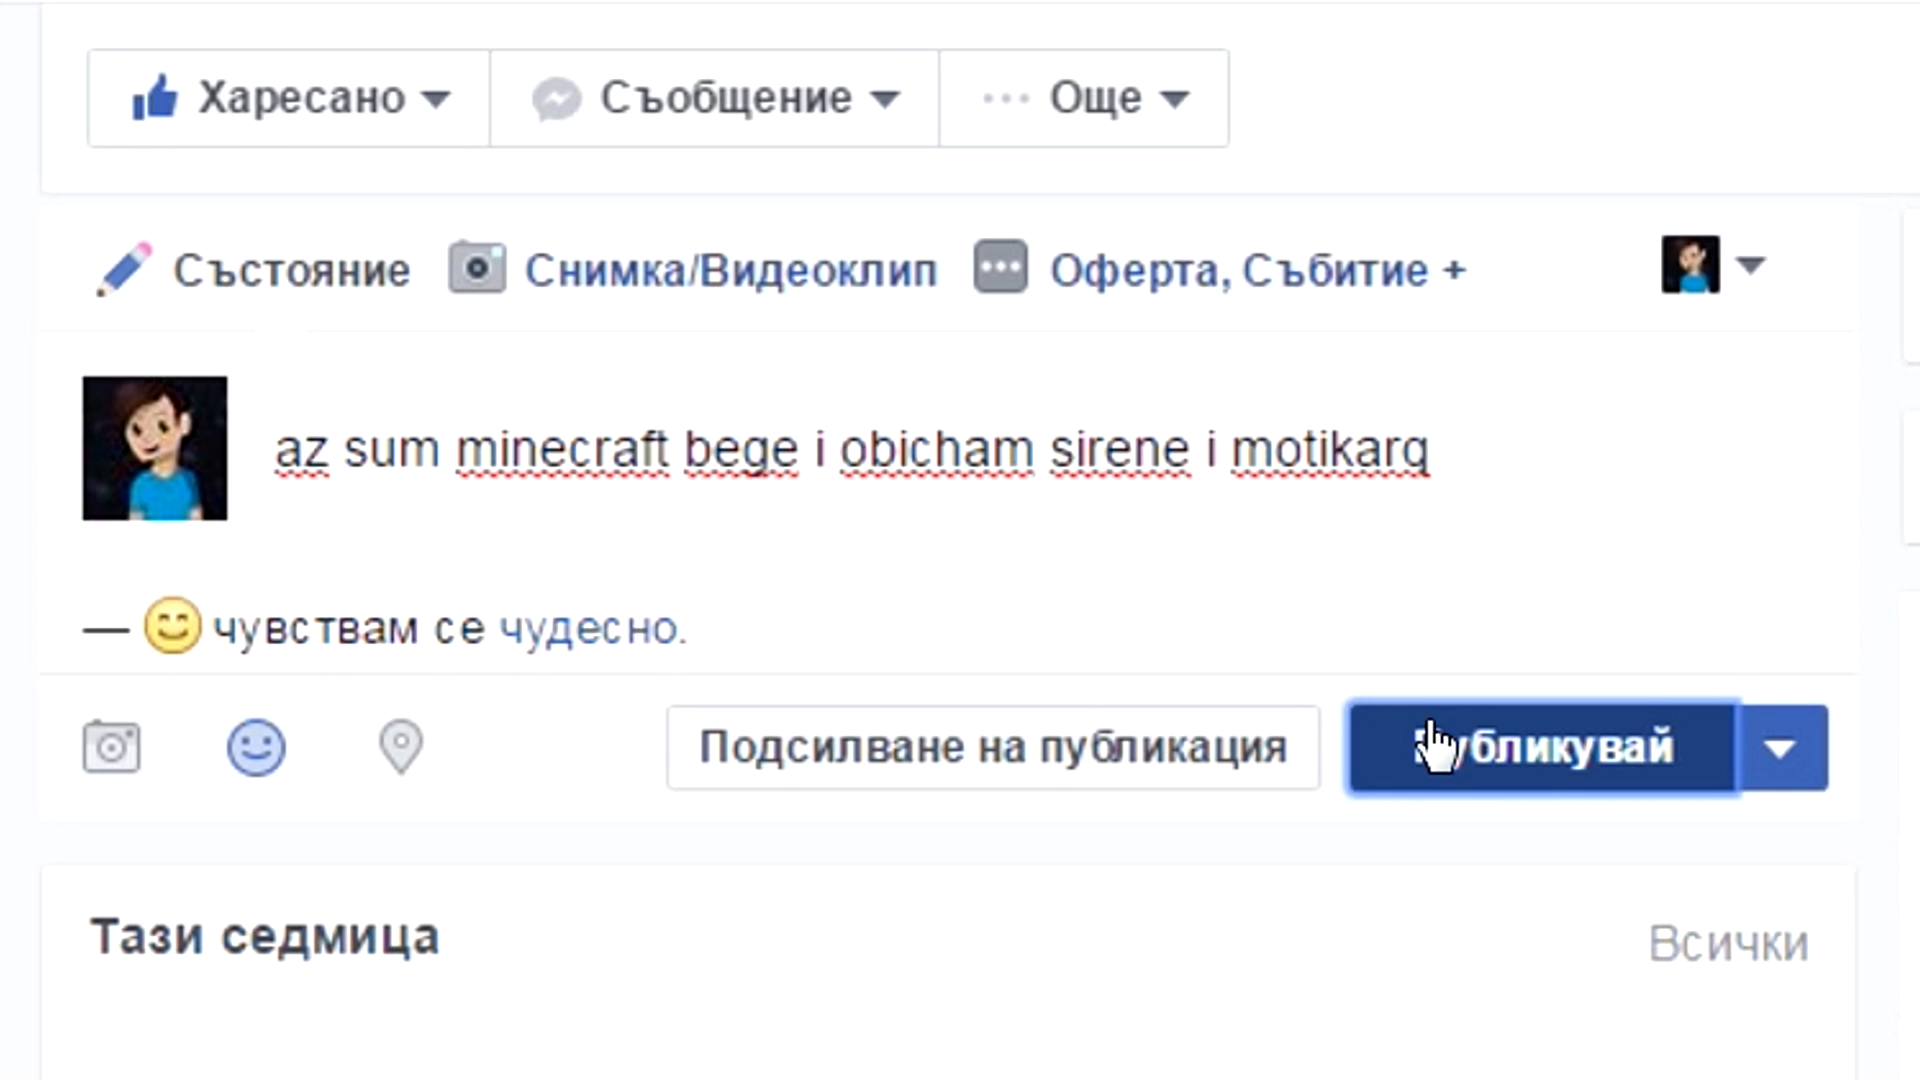 Харесано Съобщение Още
Състояние Снимка/Видеоклип Оферта, Събитие +
az sum minecraft bege i obicham sirene i motikarq
— чувствам се чудесно.
Подсилване на публикация Публикувай
Тази седмица Всички